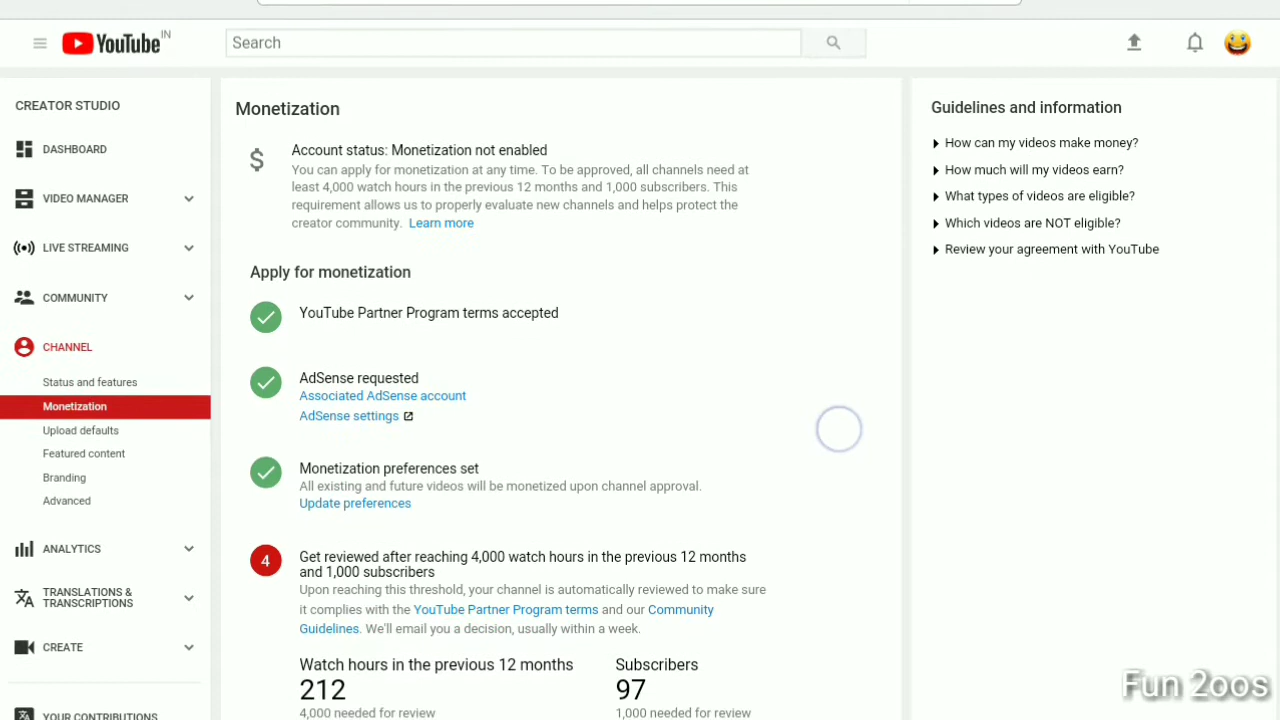 YouTube IN
Search
CREATOR STUDIO
DASHBOARD
VIDEO MANAGER
LIVE STREAMING
COMMUNITY
CHANNEL
Status and features
Monetization
Upload defaults
Featured content
Branding
Advanced
ANALYTICS
TRANSLATIONS &
TRANSCRIPTIONS
CREATE
YOUR CONTRIBUTIONS
Monetization
$
Account status: Monetization not enabled
You can apply for monetization at any time. To be approved, all channels need at
least 4,000 watch hours in the previous 12 months and 1,000 subscribers. This
requirement allows us to properly evaluate new channels and helps protect the
creator community. Learn more
Apply for monetization
YouTube Partner Program terms accepted
AdSense requested
Associated AdSense account
AdSense settings
Monetization preferences set
All existing and future videos will be monetized upon channel approval.
Update preferences
4
Get reviewed after reaching 4,000 watch hours in the previous 12 months
and 1,000 subscribers
Upon reaching this threshold, your channel is automatically reviewed to make sure
it complies with the YouTube Partner Program terms and our Community
Guidelines. We'll email you a decision, usually within a week.
Watch hours in the previous 12 months
212
4,000 needed for review
Subscribers
97
1,000 needed for review
Guidelines and information
How can my videos make money?
How much will my videos earn?
What types of videos are eligible?
Which videos are NOT eligible?
Review your agreement with YouTube
Fun 2oos